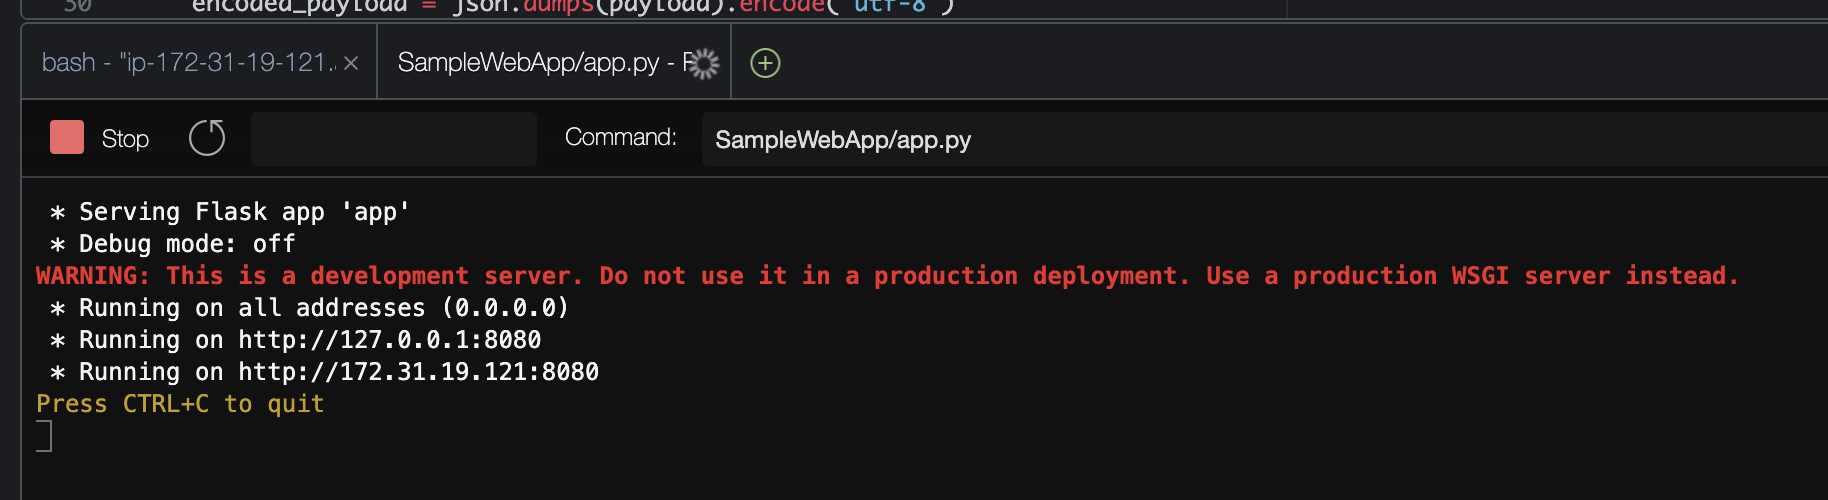 30 encoded_payload = json.dumps(payload).encode('utf-8')
bash - "ip-172-31-19-121. × SampleWebApp/app.py -
Stop Command: SampleWebApp/app.py
* Serving Flask app 'app'
* Debug mode: off
WARNING: This is a development server. Do not use it in a production deployment. Use a production WSGI server instead.
* Running on all addresses (0.0.0.0)
* Running on http://127.0.0.1:8080
* Running on http://172.31.19.121:8080
Press CTRL+C to quit